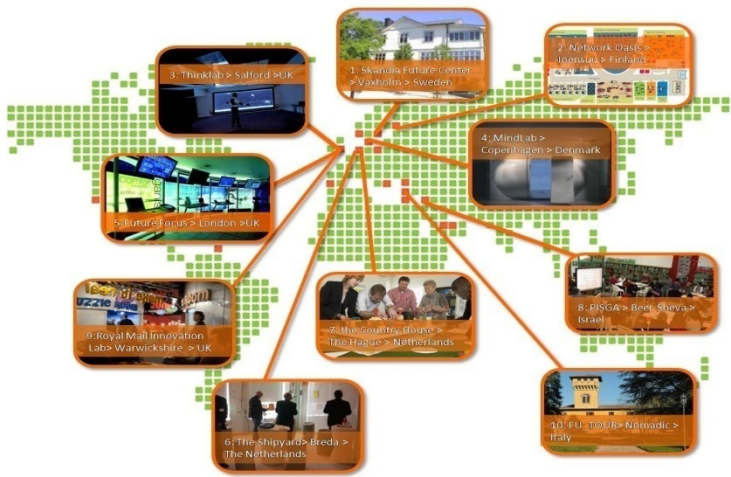 1: Skandia Future Center
> Vaxholm > Sweden
2: Network Oasis >
Joensuu > Finland
3: Thinklab> Salford >UK
4: MindLab >
Copenhagen > Denmark
5:Future Focus > London >UK
6: The Shipyard> Breda >
The Netherlands
7: the Country House >
The Hague > Netherlands
8: PISGA > Beer Sheva >
Israel
9:Royal Mail Innovation
Lab> Warwickshire > UK
10: EU -TOUR> Nomadic >
Italy